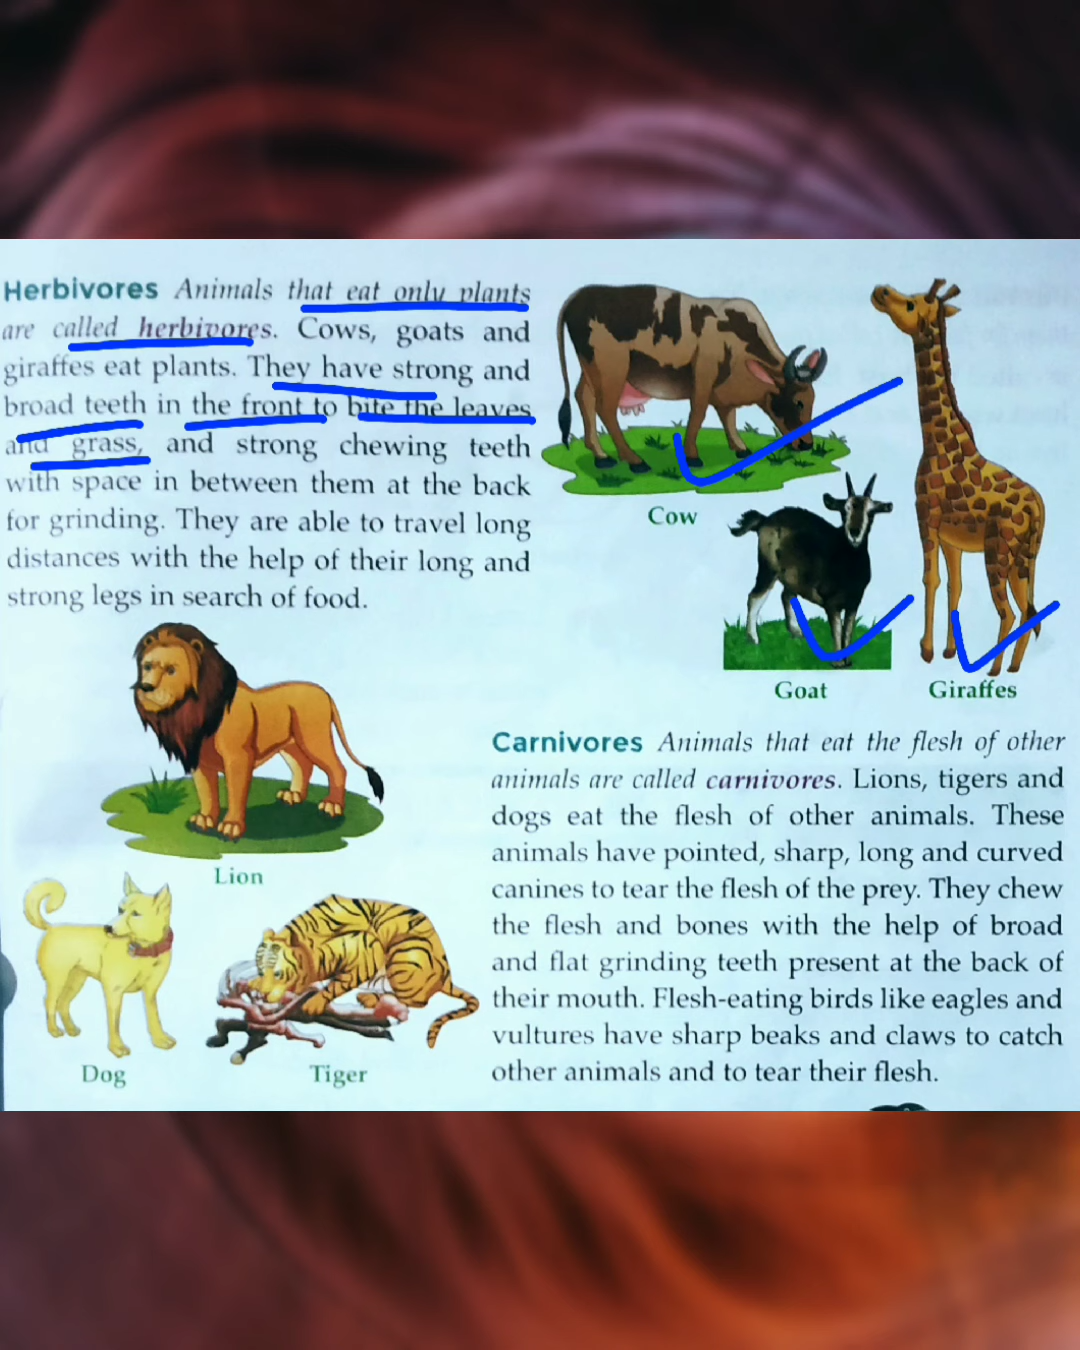 Herbivores Animals that eat only plants
are called herbivores. Cows, goats and
giraffes eat plants. They have strong and
broad teeth in the front to bite the leaves
and grass, and strong chewing teeth
with space in between them at the back
for grinding. They are able to travel long
distances with the help of their long and
strong legs in search of food.
Cow
Goat
Giraffes
Lion
Dog
Tiger
Carnivores Animals that eat the flesh of other
animals are called carnivores. Lions, tigers and
dogs eat the flesh of other animals. These
animals have pointed, sharp, long and curved
canines to tear the flesh of the prey. They chew
the flesh and bones with the help of broad
and flat grinding teeth present at the back of
their mouth. Flesh-eating birds like eagles and
vultures have sharp beaks and claws to catch
other animals and to tear their flesh.